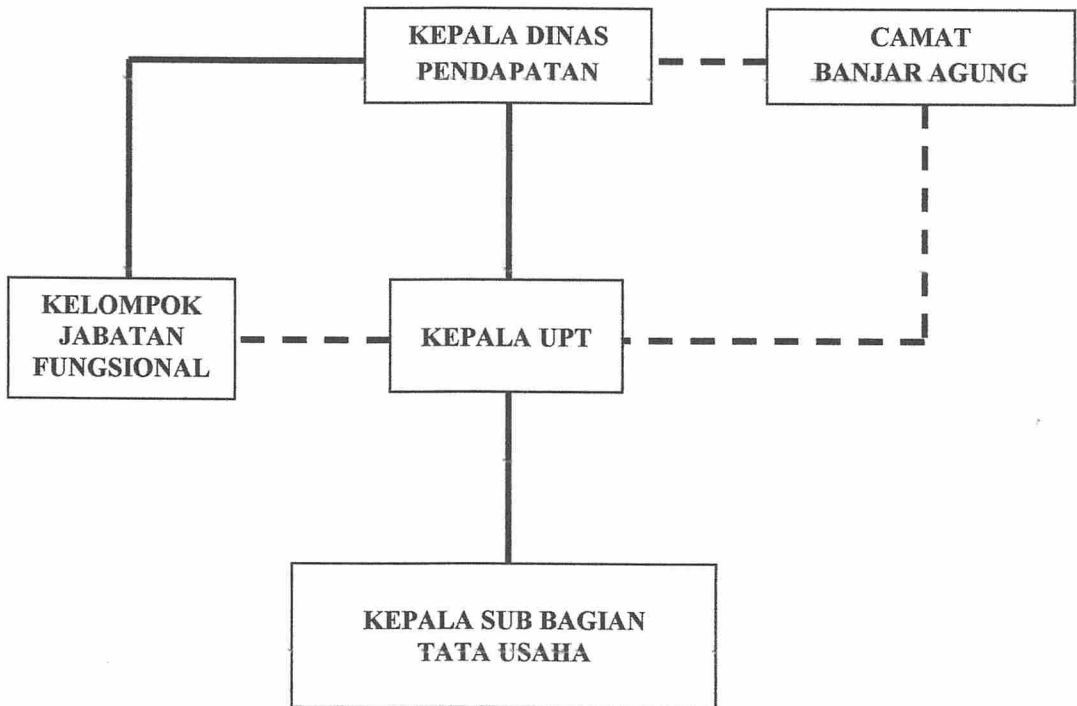 KEPALA DINAS
PENDAPATAN
CAMAT
BANJAR AGUNG
KELOMPOK
JABATAN
FUNGSIONAL
KEPALA UPT
KEPALA SUB BAGIAN
TATA USAHA